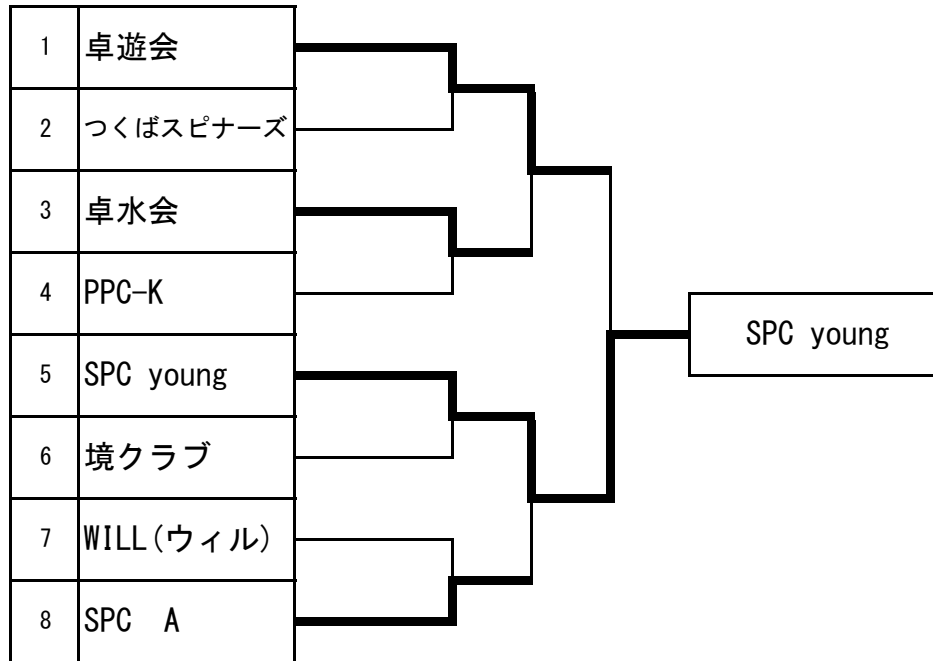 1 卓遊会
2 つくばスピナーズ
3 卓水会
4 PPC-K
5 SPC young
6 境クラブ
7 WILL(ウィル)
8 SPC　A
SPC young